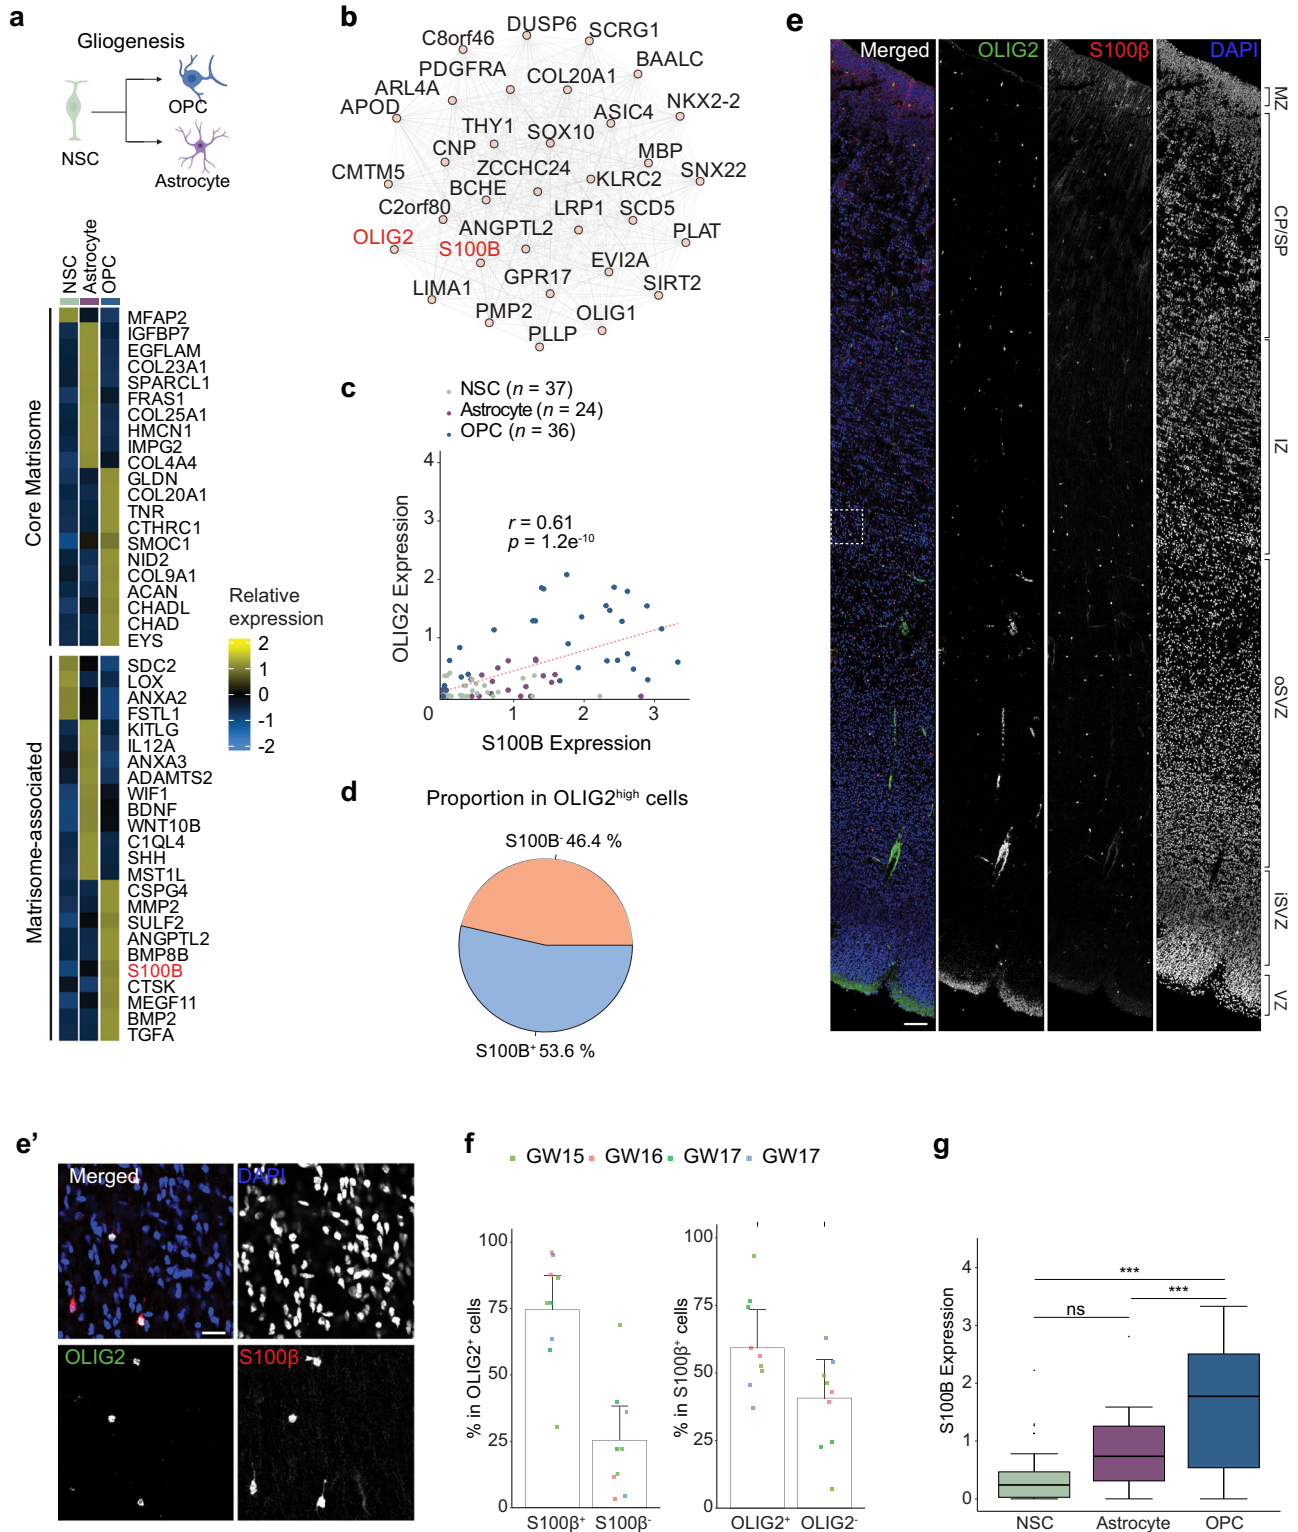 a
Gliogenesis
NSC
OPC
Astrocyte
NSC
Astrocyte
OPC
Core Matrisome
MFAP2
IGFBP7
EGFLAM
COL23A1
SPARCL1
FRAS1
COL25A1
HMCN1
IMPG2
COL4A4
GLDN
COL20A1
TNR
CTHRC1
SMOC1
NID2
COL9A1
ACAN
CHADL
CHAD
EYS
Matrisome-associated
SDC2
LOX
ANXA2
FSTL1
KITLG
IL12A
ANXA3
ADAMTS2
WIF1
BDNF
WNT10B
C1QL4
SHH
MST1L
CSPG4
MMP2
SULF2
ANGPTL2
BMP8B
S100B
CTSK
MEGF11
BMP2
TGFA
Relative
expression
2
1
0
-1
-2
b
DUSP6
SCRG1
C8orf46
BAALC
PDGFRA
COL20A1
ARL4A
NKX2-2
APOD
ASIC4
THY1
SOX10
CNP
MBP
ZCCHC24
SNX22
CMTM5
KLRC2
BCHE
C2orf80
LRP1
SCD5
ANGPTL2
PLAT
OLIG2
S100B
EVI2A
GPR17
SIRT2
LIMA1
PMP2
OLIG1
PLLP
c
NSC (n = 37)
Astrocyte (n = 24)
OPC (n = 36)
OLIG2 Expression
4
3
2
1
r = 0.61
p = 1.2e-10
0 1 2 3
S100B Expression
d
Proportion in OLIG2high cells
S100B- 46.4 %
S100B+ 53.6 %
e
Merged
OLIG2
S100β
DAPI
MZ
CP/SP
IZ
oSVZ
iSVZ
VZ
e’
Merged
DAPI
OLIG2
S100β
f
GW15 GW16 GW17 GW17
% in OLIG2+ cells
100
75
50
25
0
S100β+ S100β-
% in S100β+ cells
100
75
50
25
0
OLIG2+ OLIG2-
g
S100B Expression
4
3
2
1
0
***
***
ns
NSC Astrocyte OPC